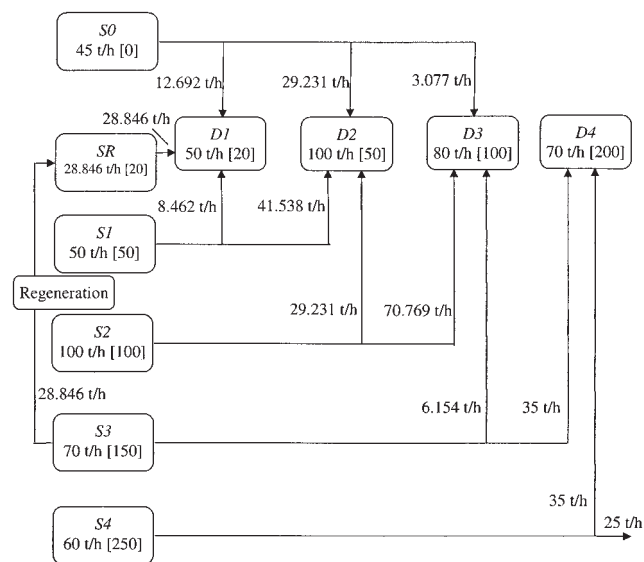 S0
45 t/h [0]
12.692 t/h
29.231 t/h
3.077 t/h
28.846 t/h
SR
28.846 t/h [20]
D1
50 t/h [20]
D2
100 t/h [50]
D3
80 t/h [100]
D4
70 t/h [200]
8.462 t/h
41.538 t/h
S1
50 t/h [50]
Regeneration
29.231 t/h
70.769 t/h
S2
100 t/h [100]
28.846 t/h
6.154 t/h
35 t/h
S3
70 t/h [150]
35 t/h
25 t/h
S4
60 t/h [250]